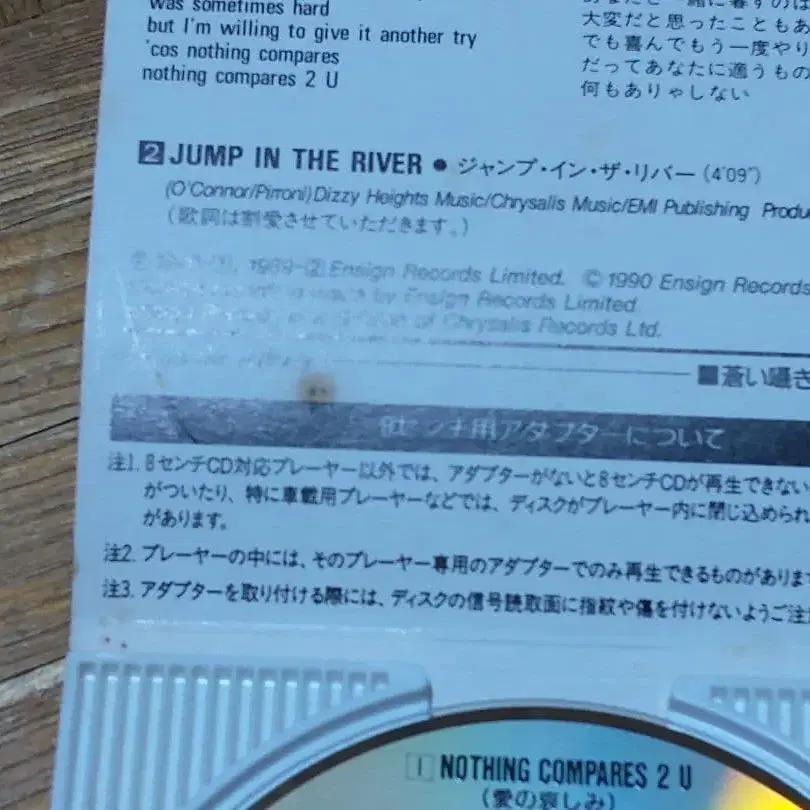 was sometimes hard
but I'm willing to give it another try
'cos nothing compares
nothing compares 2 U
大変だと思ったこともあ
でも喜んでもう一度やり
だってあなたに適うもの
何もありゃしない
2 JUMP IN THE RIVER ● ジャンプ・イン・ザ・リバー (4'09")
(O'Connor/Pirroni) Dizzy Heights Music/Chrysalis Music/EMI Publishing Produ
(歌詞は割愛させていただきます。)
1989-② Ensign Records Limited. © 1990 Ensign Records
by Ensign Records Limited
of Chrysalis Records Ltd.
■蒼い囁き
8センチ用アダプターについて
注1. 8センチCD対応プレーヤー以外では、アダプターがないと8センチCDが再生できない
がついたり、特に車載用プレーヤーなどでは、ディスクがプレーヤー内に閉じ込められ
があります。
注2. プレーヤーの中には、そのプレーヤー専用のアダプターでのみ再生できるものがありま
注3. アダプターを取り付ける際には、ディスクの信号読取面に指紋や傷を付けないようご注
1 NOTHING COMPARES 2 U
(愛の哀しみ)